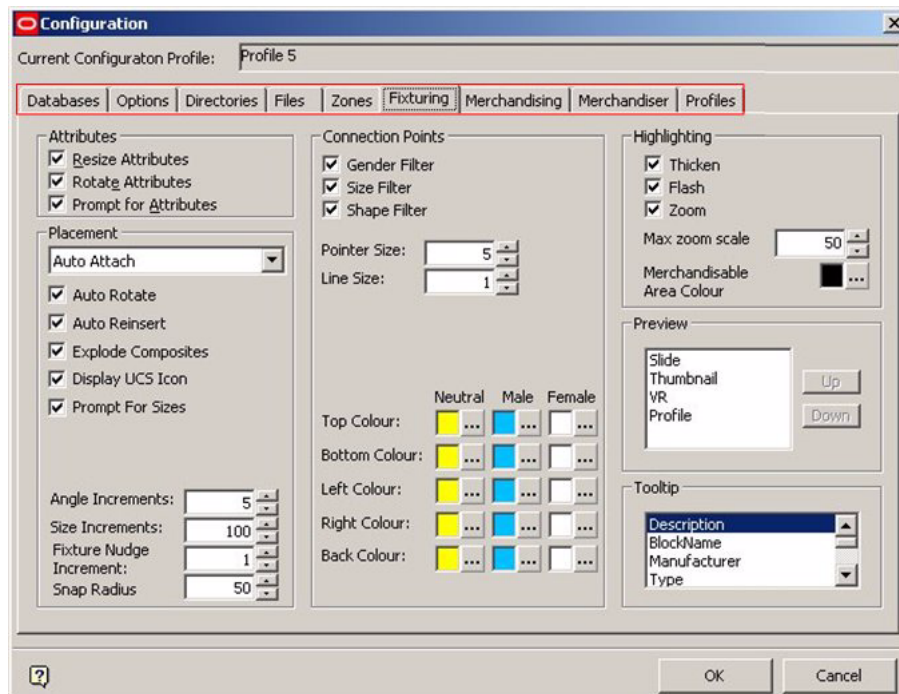 Configuration
Current Configuraton Profile: Profile 5
Databases Options Directories Files Zones Fixturing Merchandising Merchandiser Profiles
Attributes
Resize Attributes
Rotate Attributes
Prompt for Attributes
Placement
Auto Attach
Auto Rotate
Auto Reinsert
Explode Composites
Display UCS Icon
Prompt For Sizes
Angle Increments: 5
Size Increments: 100
Fixture Nudge
Increment: 1
Snap Radius 50
Connection Points
Gender Filter
Size Filter
Shape Filter
Pointer Size: 5
Line Size: 1
Neutral Male Female
Top Colour: ... ... ...
Bottom Colour: ... ... ...
Left Colour: ... ... ...
Right Colour: ... ... ...
Back Colour: ... ... ...
Highlighting
Thicken
Flash
Zoom
Max zoom scale 50
Merchandisable
Area Colour ...
Preview
Slide
Thumbnail
VR
Profile
Up
Down
Tooltip
Description
BlockName
Manufacturer
Type
?
OK Cancel